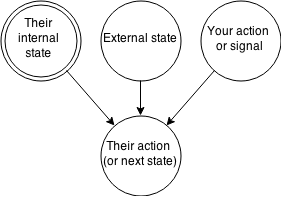 Their
internal
state
External state
Your action
or signal
Their action
(or next state)